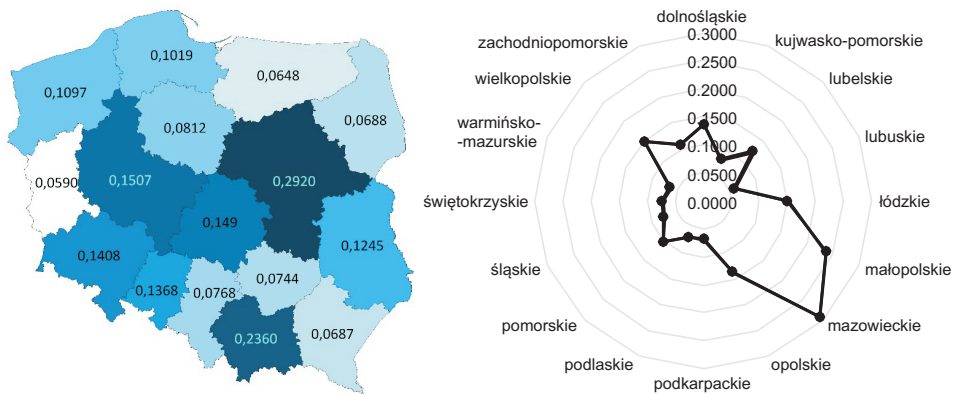 0,1019
0,0648
0,1097
0,0688
0,0812
0,0590
0,1507
0,2920
0,149
0,1245
0,1408
0,1368
0,0768
0,0744
0,2360
0,0687
dolnośląskie
0.3000
0.2500
0.2000
0.1500
0.1000
0.0500
0.0000
kujwasko-pomorskie
lubelskie
lubuskie
łódzkie
małopolskie
mazowieckie
opolskie
podkarpackie
podlaskie
pomorskie
śląskie
świętokrzyskie
warmińsko-
-mazurskie
wielkopolskie
zachodniopomorskie